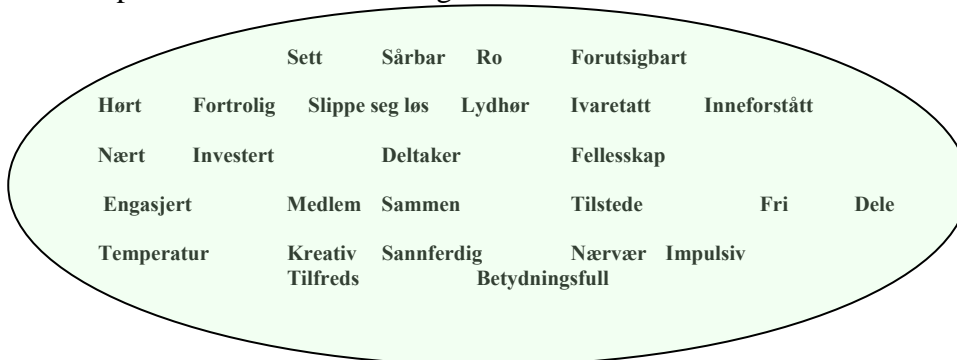 Sett Sårbar Ro Forutsigbart
Hørt Fortrolig Slippe seg løs Lydhør Ivaretatt Inneforstått
Nært Investert Deltaker Fellesskap
Engasjert Medlem Sammen Tilstede Fri Dele
Temperatur Kreativ Sannferdig Nærvær Impulsiv
Tilfreds Betydningsfull